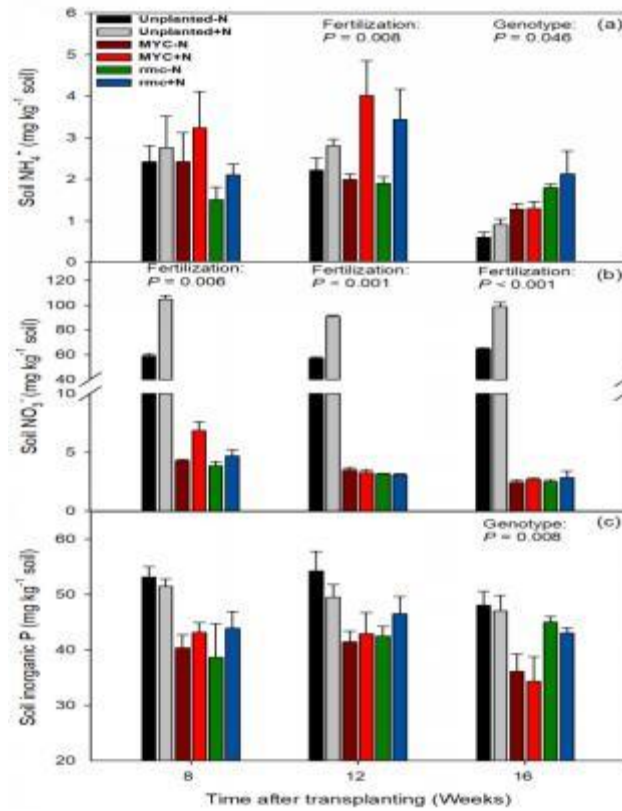 Unplanted-N
Unplanted+N
MYC-N
MYC+N
rmc-N
rmc+N
Fertilization:
P = 0.008
Genotype:
P = 0.046
(a)
Soil NH₄⁺ (mg kg⁻¹ soil)
6
5
4
3
2
1
0
Fertilization:
P = 0.006
Fertilization:
P = 0.001
Fertilization:
P < 0.001
(b)
Soil NO₃⁻ (mg kg⁻¹ soil)
120
100
80
60
40
10
5
0
Genotype:
P = 0.008
(c)
Soil inorganic P (mg kg⁻¹ soil)
60
50
40
30
20
8 12 16
Time after transplanting (Weeks)